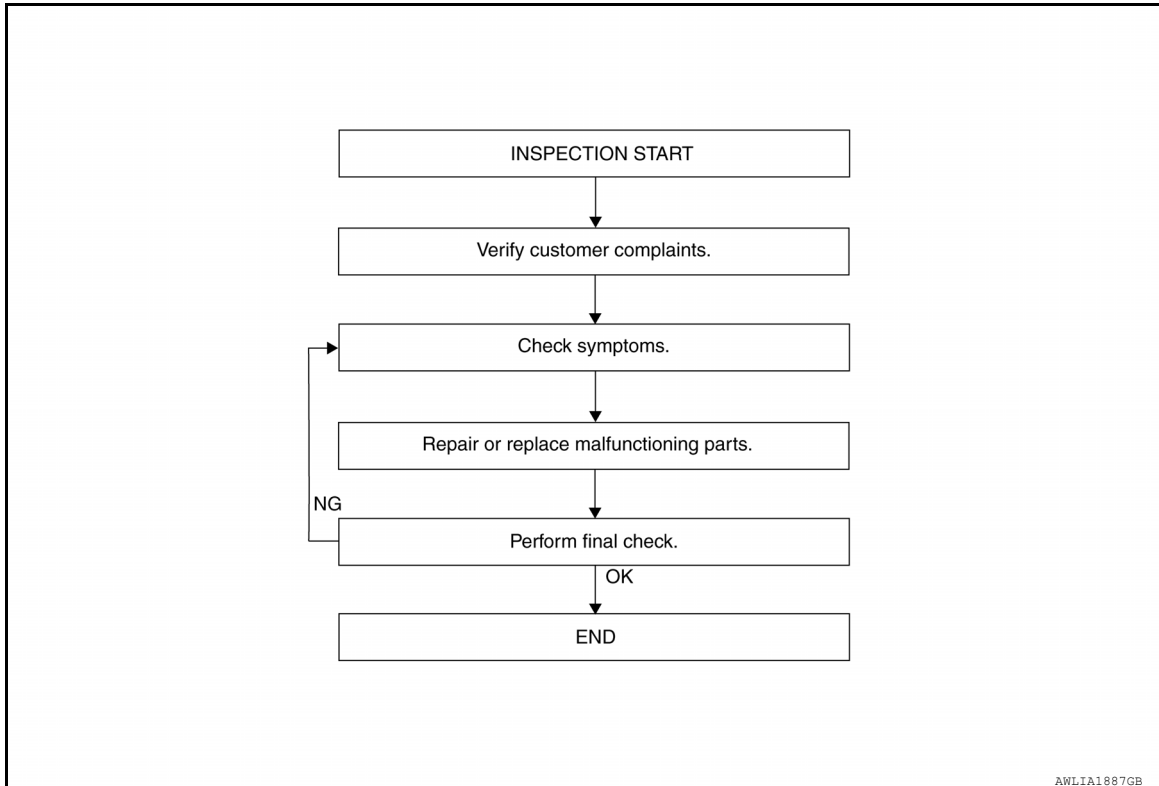 INSPECTION START
Verify customer complaints.
Check symptoms.
Repair or replace malfunctioning parts.
NG
Perform final check.
OK
END
AWLIA1887GB